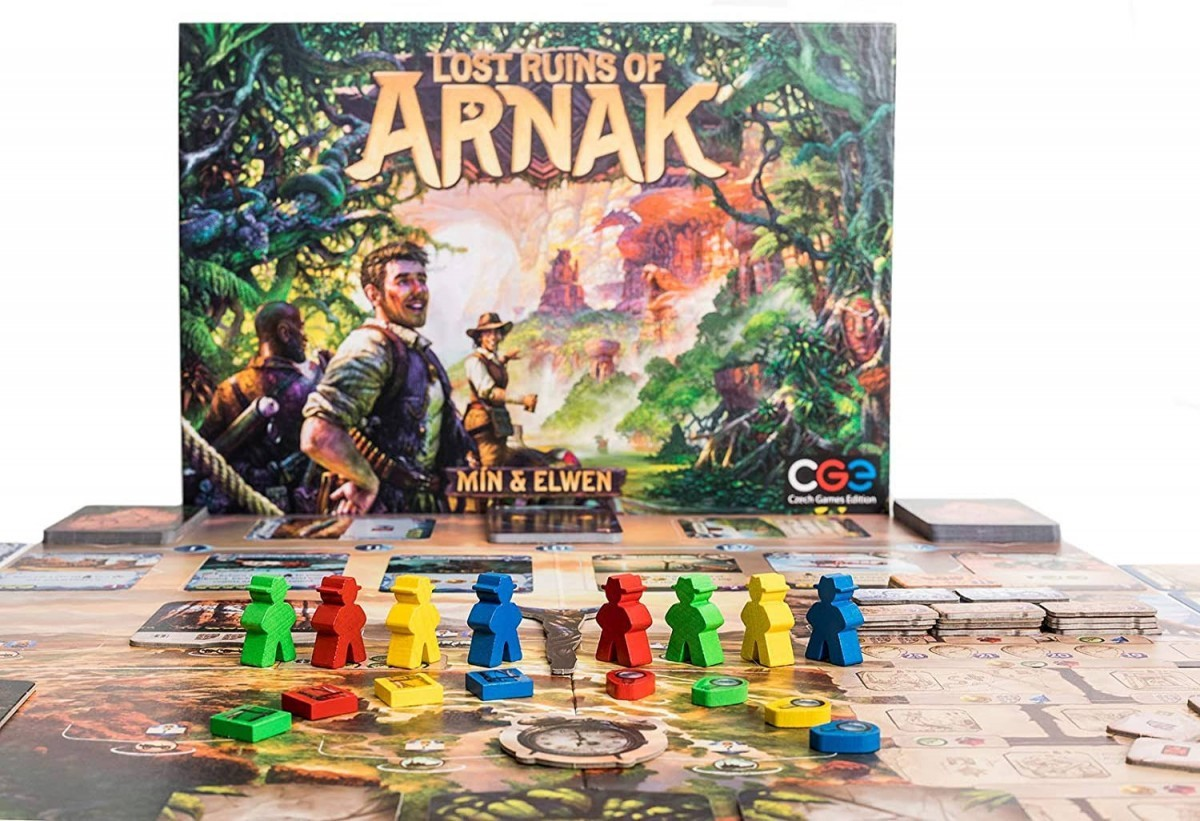 LOST RUINS OF
ARNAK
MÍN & ELWEN
CGE
Czech Games Edition